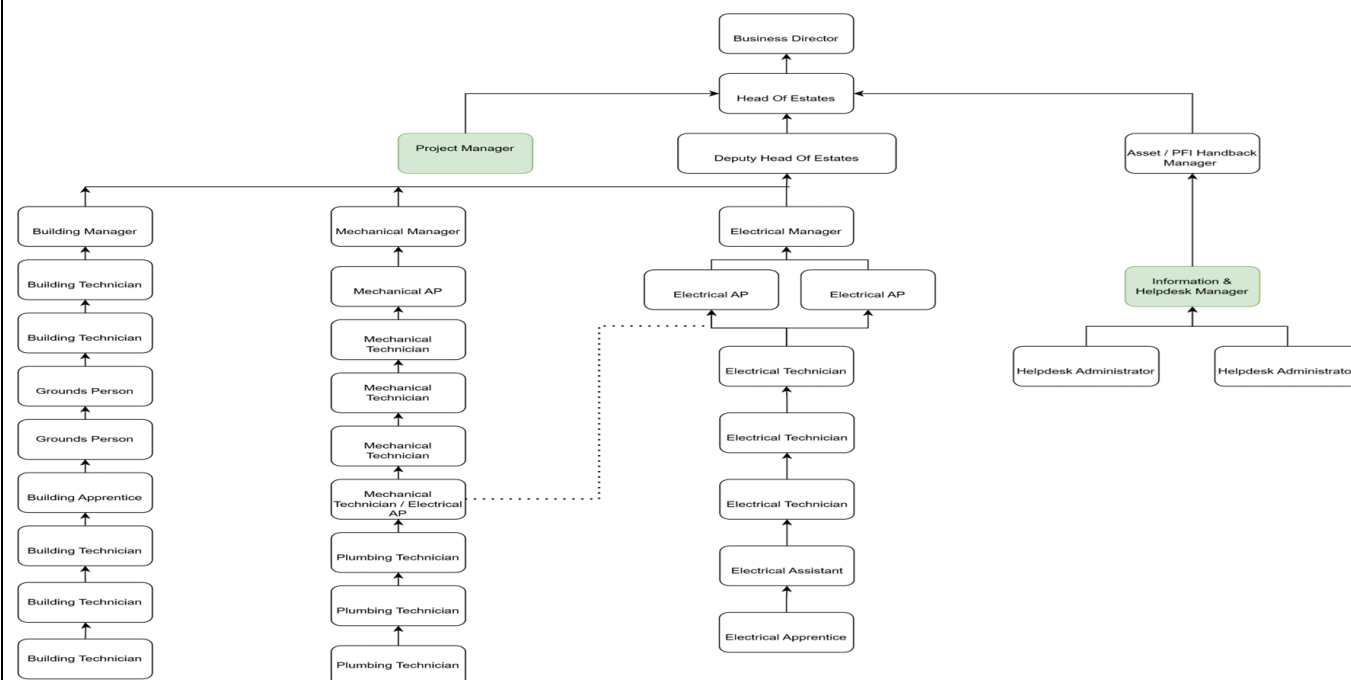 Business Director
Head Of Estates
Project Manager
Deputy Head Of Estates
Asset / PFI Handback
Manager
Building Manager
Mechanical Manager
Electrical Manager
Building Technician
Mechanical AP
Electrical AP
Electrical AP
Information &
Helpdesk Manager
Building Technician
Mechanical
Technician
Electrical Technician
Helpdesk Administrator
Helpdesk Administrato
Grounds Person
Mechanical
Technician
Grounds Person
Mechanical
Technician
Electrical Technician
Building Apprentice
Mechanical
Technician / Electrical
AP
Electrical Technician
Building Technician
Plumbing Technician
Electrical Assistant
Building Technician
Plumbing Technician
Electrical Apprentice
Building Technician
Plumbing Technician